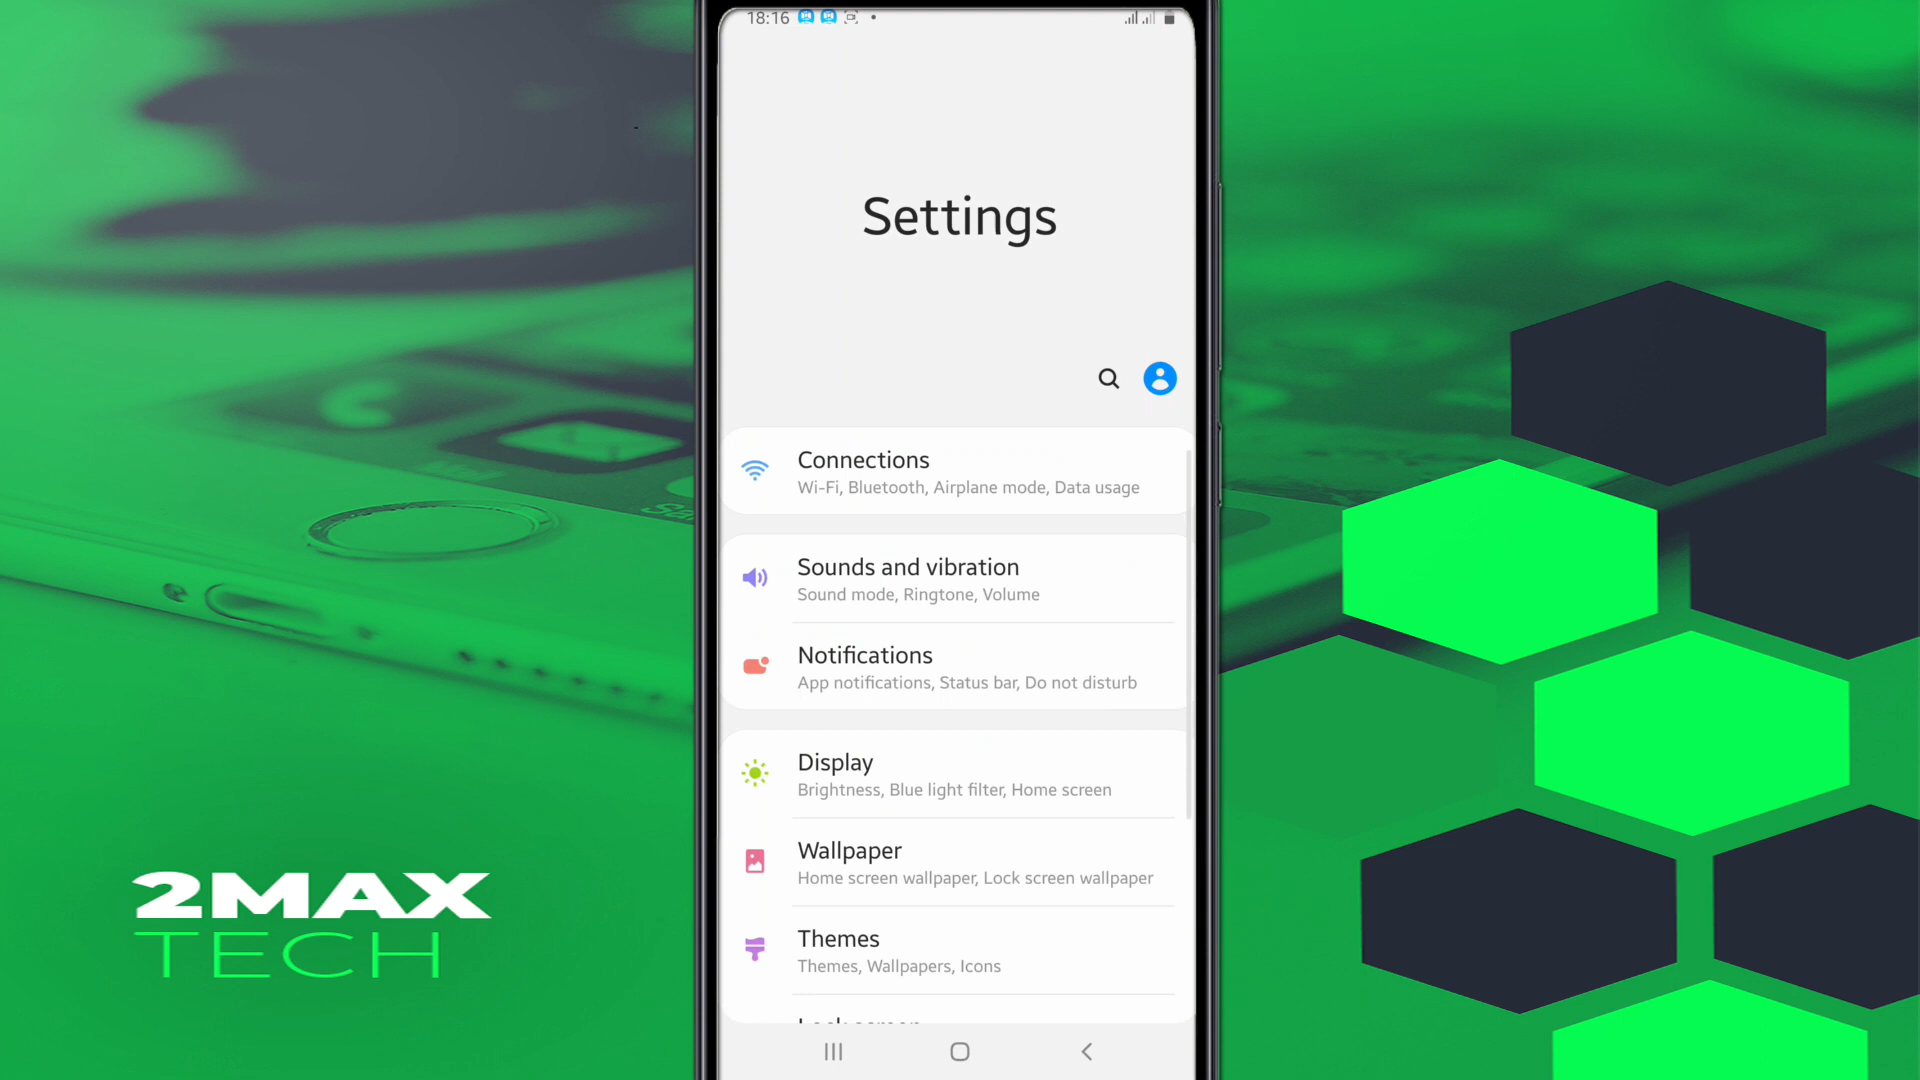 18:16
Settings
Connections
Wi-Fi, Bluetooth, Airplane mode, Data usage
Sounds and vibration
Sound mode, Ringtone, Volume
Notifications
App notifications, Status bar, Do not disturb
Display
Brightness, Blue light filter, Home screen
Wallpaper
Home screen wallpaper, Lock screen wallpaper
Themes
Themes, Wallpapers, Icons
Lock screen
2MAX
TECH